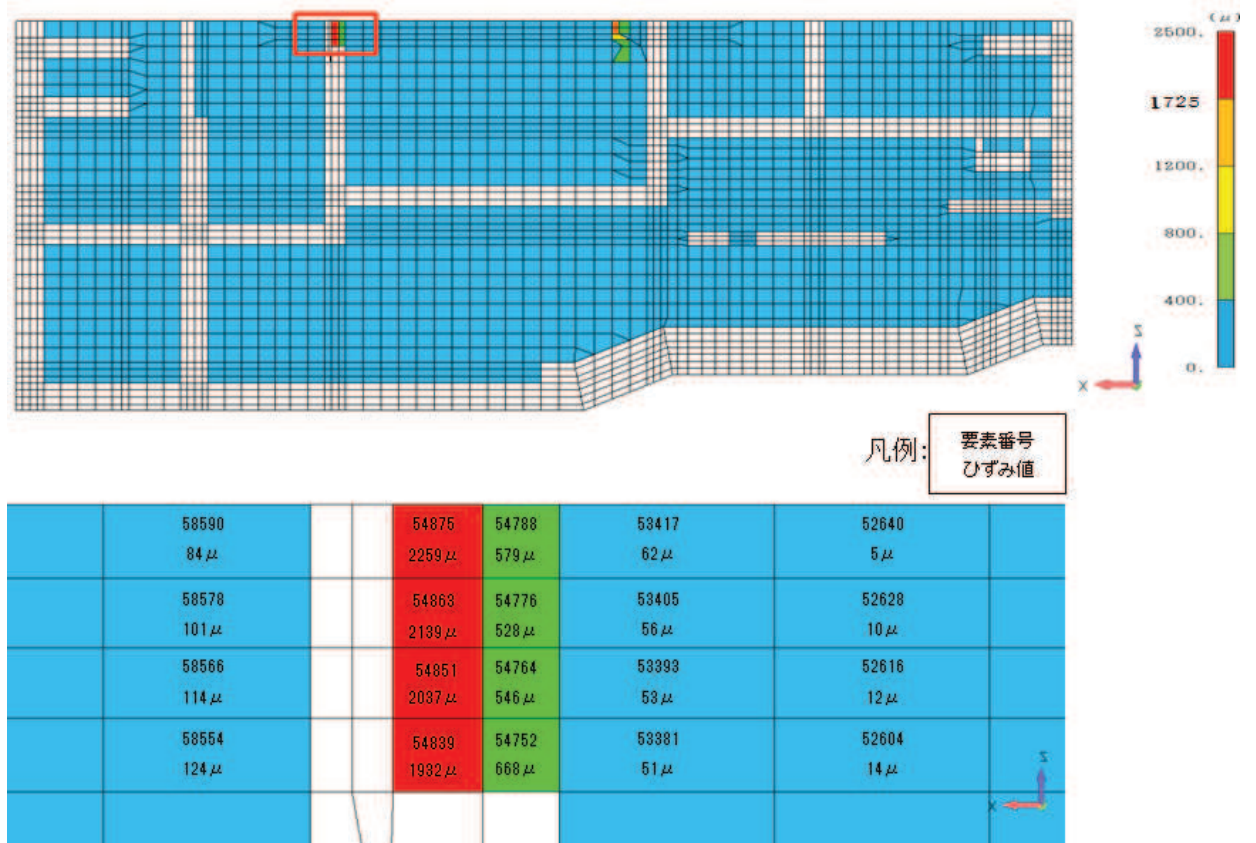 (μ)
2500.
1725
1200.
800.
400.
0.
Z
X
凡例:
要素番号
ひずみ値
58590 54875 54788 53417 52640
84μ 2259μ 579μ 62μ 5μ
58578 54863 54776 53405 52628
101μ 2139μ 528μ 56μ 10μ
58566 54851 54764 53393 52616
114μ 2037μ 546μ 53μ 12μ
58554 54839 54752 53381 52604
124μ 1932μ 668μ 51μ 14μ
Z
X